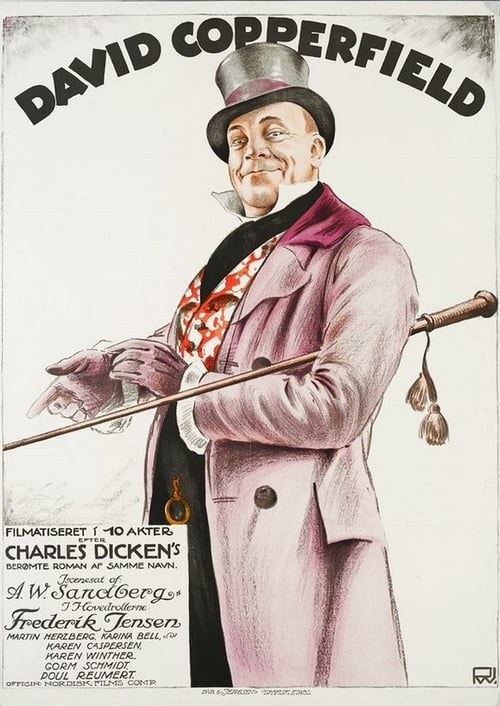 DAVID COPPERFIELD
FILMATISERET I 10 AKTER
EFTER
CHARLES DICKEN'S
BERØMTE ROMAN AF SAMME NAVN.
Iscenesat af:
A.W. Sandberg
I Hovedrollerne
Frederik Jensen
MARTIN HERZBERG, KARINA BELL,
KAREN CASPERSEN,
KAREN WINTHER,
GORM SCHMIDT,
POUL REUMERT.
OFFICIN: NORDISK FILMS COMP.